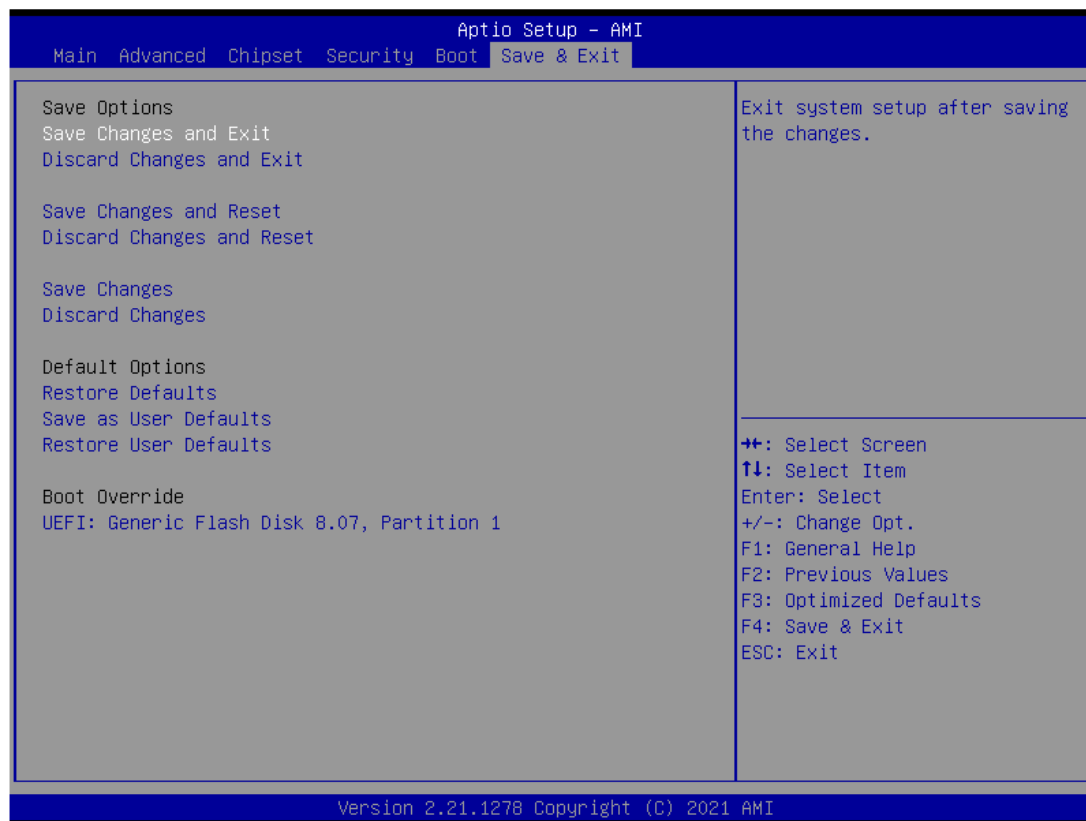 Aptio Setup – AMI
Main Advanced Chipset Security Boot Save & Exit
Save Options
Save Changes and Exit
Discard Changes and Exit
Save Changes and Reset
Discard Changes and Reset
Save Changes
Discard Changes
Default Options
Restore Defaults
Save as User Defaults
Restore User Defaults
Boot Override
UEFI: Generic Flash Disk 8.07, Partition 1
Exit system setup after saving
the changes.
→←: Select Screen
↑↓: Select Item
Enter: Select
+/-: Change Opt.
F1: General Help
F2: Previous Values
F3: Optimized Defaults
F4: Save & Exit
ESC: Exit
Version 2.21.1278 Copyright (C) 2021 AMI